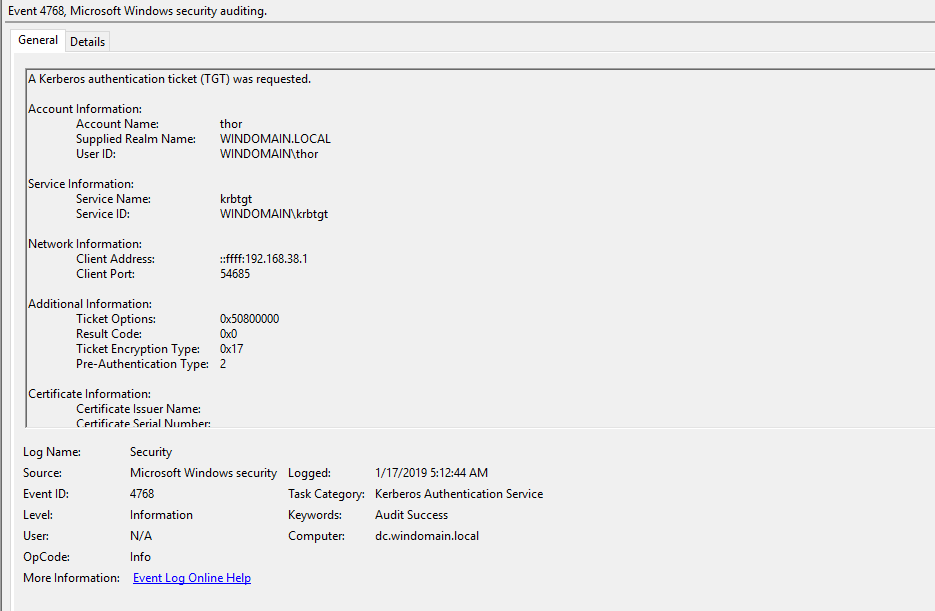 Event 4768, Microsoft Windows security auditing.
General Details
A Kerberos authentication ticket (TGT) was requested.
Account Information:
Account Name: thor
Supplied Realm Name: WINDOMAIN.LOCAL
User ID: WINDOMAIN\thor
Service Information:
Service Name: krbtgt
Service ID: WINDOMAIN\krbtgt
Network Information:
Client Address: ::ffff:192.168.38.1
Client Port: 54685
Additional Information:
Ticket Options: 0x50800000
Result Code: 0x0
Ticket Encryption Type: 0x17
Pre-Authentication Type: 2
Certificate Information:
Certificate Issuer Name:
Certificate Serial Number:
Log Name: Security
Source: Microsoft Windows security Logged: 1/17/2019 5:12:44 AM
Event ID: 4768 Task Category: Kerberos Authentication Service
Level: Information Keywords: Audit Success
User: N/A Computer: dc.windomain.local
OpCode: Info
More Information: Event Log Online Help